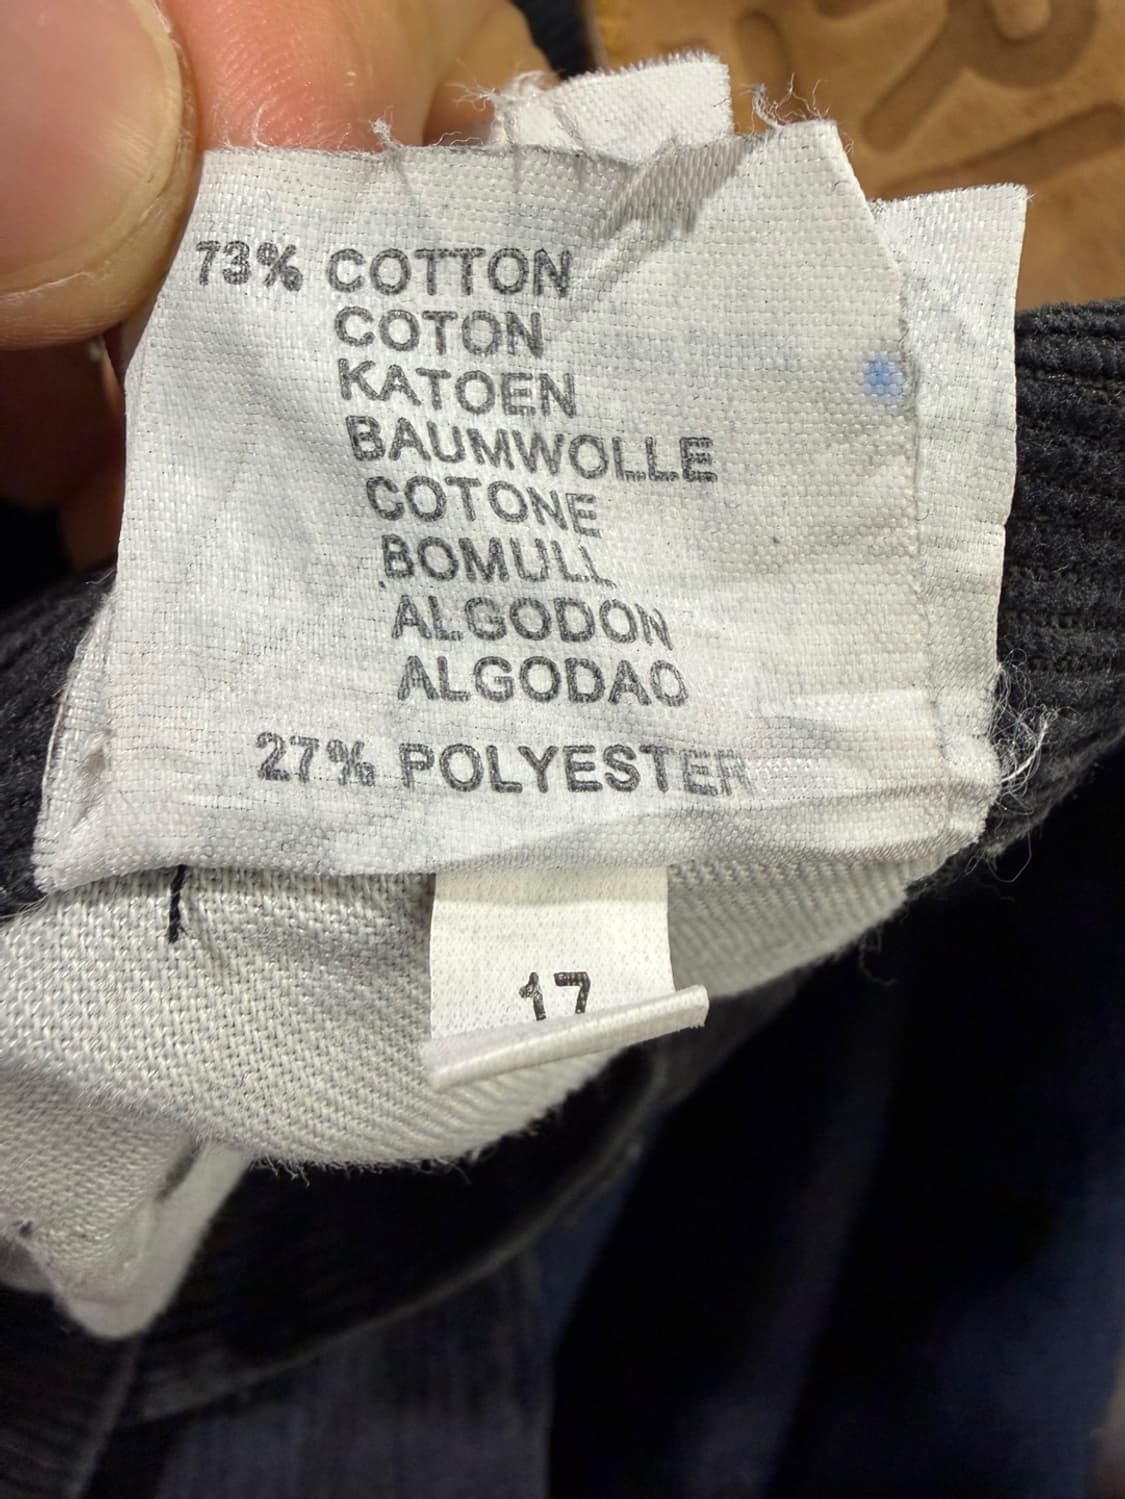 73% COTTON
COTON
KATOEN
BAUMWOLLE
COTONE
BOMULL
ALGODON
ALGODAO
27% POLYESTER
17